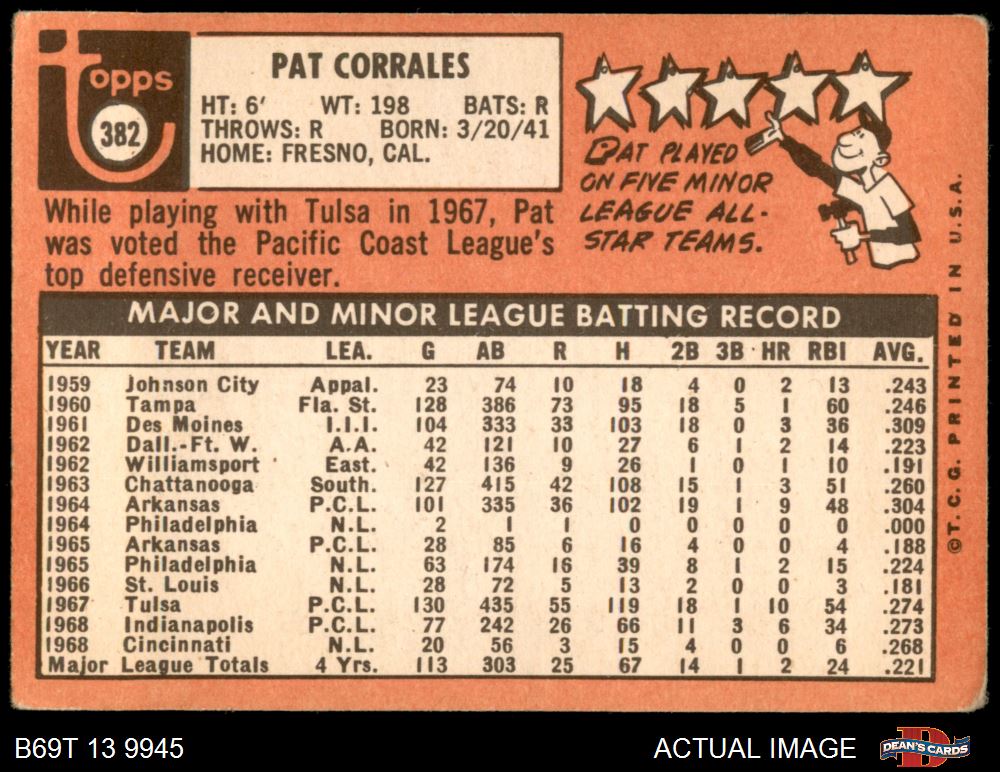 topps
382
PAT CORRALES
HT: 6' WT: 198 BATS: R
THROWS: R BORN: 3/20/41
HOME: FRESNO, CAL.
While playing with Tulsa in 1967, Pat
was voted the Pacific Coast League's
top defensive receiver.
PAT PLAYED
ON FIVE MINOR
LEAGUE ALL-
STAR TEAMS.
MAJOR AND MINOR LEAGUE BATTING RECORD
YEAR TEAM LEA. G AB R H 2B 3B HR RBI AVG.
1959 Johnson City Appal. 23 74 10 18 4 0 2 13 .243
1960 Tampa Fla. St. 128 386 73 95 18 5 1 60 .246
1961 Des Moines I.I.I. 104 333 33 103 18 0 3 36 .309
1962 Dall.-Ft. W. A.A. 42 121 10 27 6 1 2 14 .223
1962 Williamsport East. 42 136 9 26 1 0 1 10 .191
1963 Chattanooga South. 127 415 42 108 15 1 3 51 .260
1964 Arkansas P.C.L. 101 335 36 102 19 1 9 48 .304
1964 Philadelphia N.L. 2 1 1 0 0 0 0 0 .000
1965 Arkansas P.C.L. 28 85 6 16 4 0 0 4 .188
1965 Philadelphia N.L. 63 174 16 39 8 1 2 15 .224
1966 St. Louis N.L. 28 72 5 13 2 0 0 3 .181
1967 Tulsa P.C.L. 130 435 55 119 18 1 10 54 .274
1968 Indianapolis P.C.L. 77 242 26 66 11 3 6 34 .273
1968 Cincinnati N.L. 20 56 3 15 4 0 0 6 .268
Major League Totals 4 Yrs. 113 303 25 67 14 1 2 24 .221
©T.C.G. PRINTED IN U.S.A.
B69T 13 9945
ACTUAL IMAGE
DEAN'S CARDS